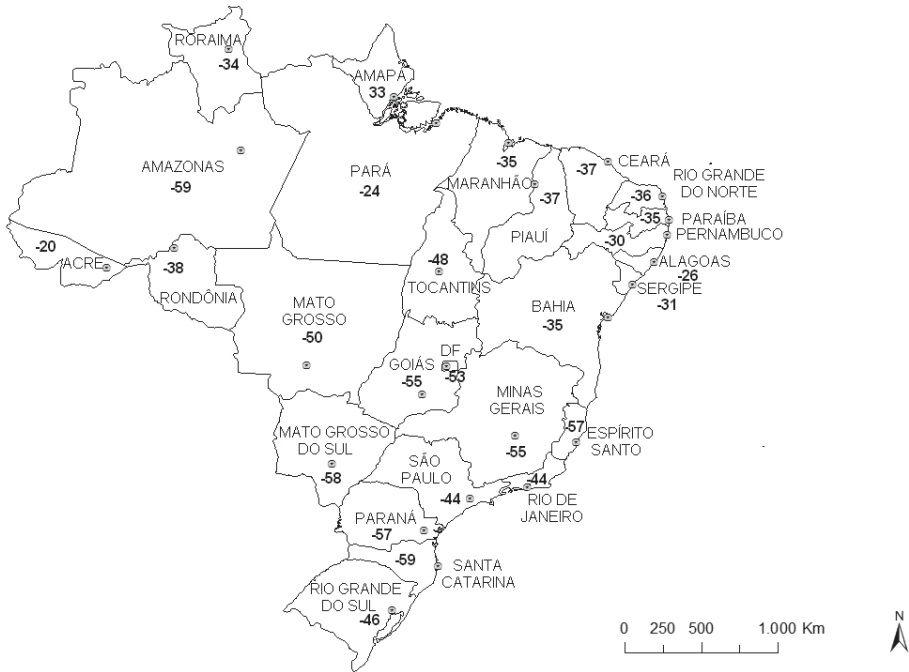 RORAIMA
-34
AMAPÁ
33
AMAZONAS
-59
PARÁ
-24
-35
MARANHÃO
-37
PIAUÍ
-37
CEARÁ
RIO GRANDE
DO NORTE
-36
-35
PARAÍBA
PERNAMBUCO
-30
ALAGOAS
-26
SERGIPE
-31
-20
ACRE
-38
RONDÔNIA
-48
TOCANTINS
MATO
GROSSO
-50
BAHIA
-35
GOIÁS
-55
DF
-53
MINAS
GERAIS
-55
-57
ESPÍRITO
SANTO
MATO GROSSO
DO SUL
-58
SÃO
PAULO
-44
-44
RIO DE
JANEIRO
PARANÁ
-57
-59
SANTA
CATARINA
RIO GRANDE
DO SUL
-46
0 250 500 1.000 Km
N